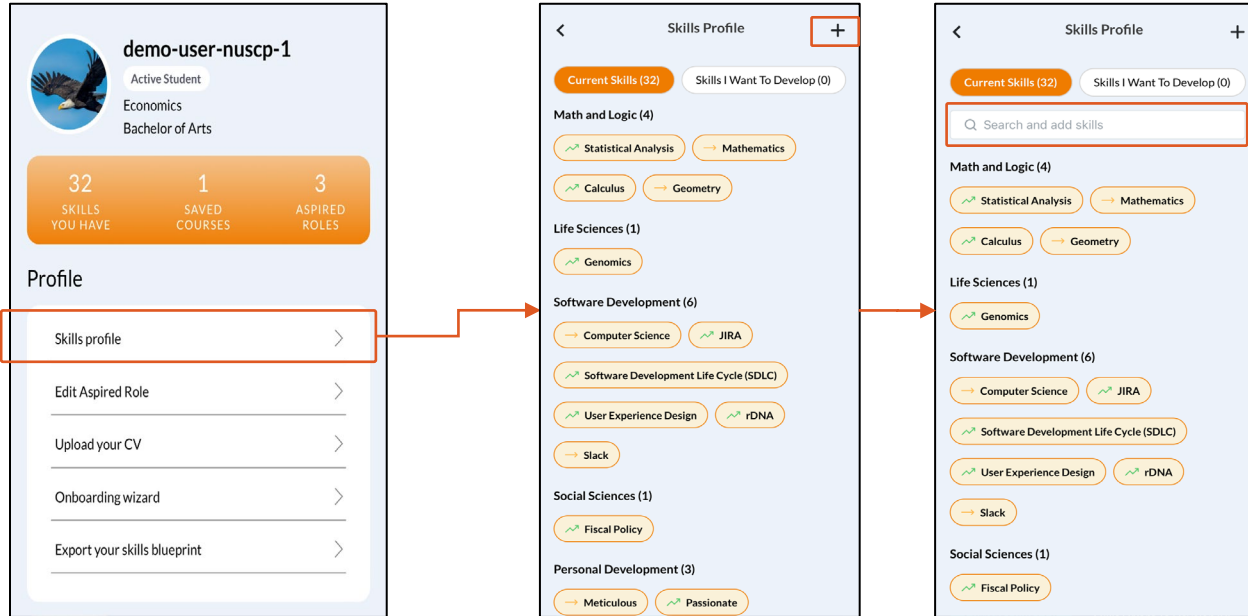 demo-user-nuscp-1
Active Student
Economics
Bachelor of Arts
32
SKILLS
YOU HAVE
1
SAVED
COURSES
3
ASPIRED
ROLES
Profile
Skills profile
Edit Aspired Role
Upload your CV
Onboarding wizard
Export your skills blueprint
Skills Profile
Current Skills (32) Skills I Want To Develop (0)
Math and Logic (4)
Statistical Analysis Mathematics
Calculus Geometry
Life Sciences (1)
Genomics
Software Development (6)
Computer Science JIRA
Software Development Life Cycle (SDLC)
User Experience Design rDNA
Slack
Social Sciences (1)
Fiscal Policy
Personal Development (3)
Meticulous Passionate
Skills Profile
Current Skills (32) Skills I Want To Develop (0)
Search and add skills
Math and Logic (4)
Statistical Analysis Mathematics
Calculus Geometry
Life Sciences (1)
Genomics
Software Development (6)
Computer Science JIRA
Software Development Life Cycle (SDLC)
User Experience Design rDNA
Slack
Social Sciences (1)
Fiscal Policy